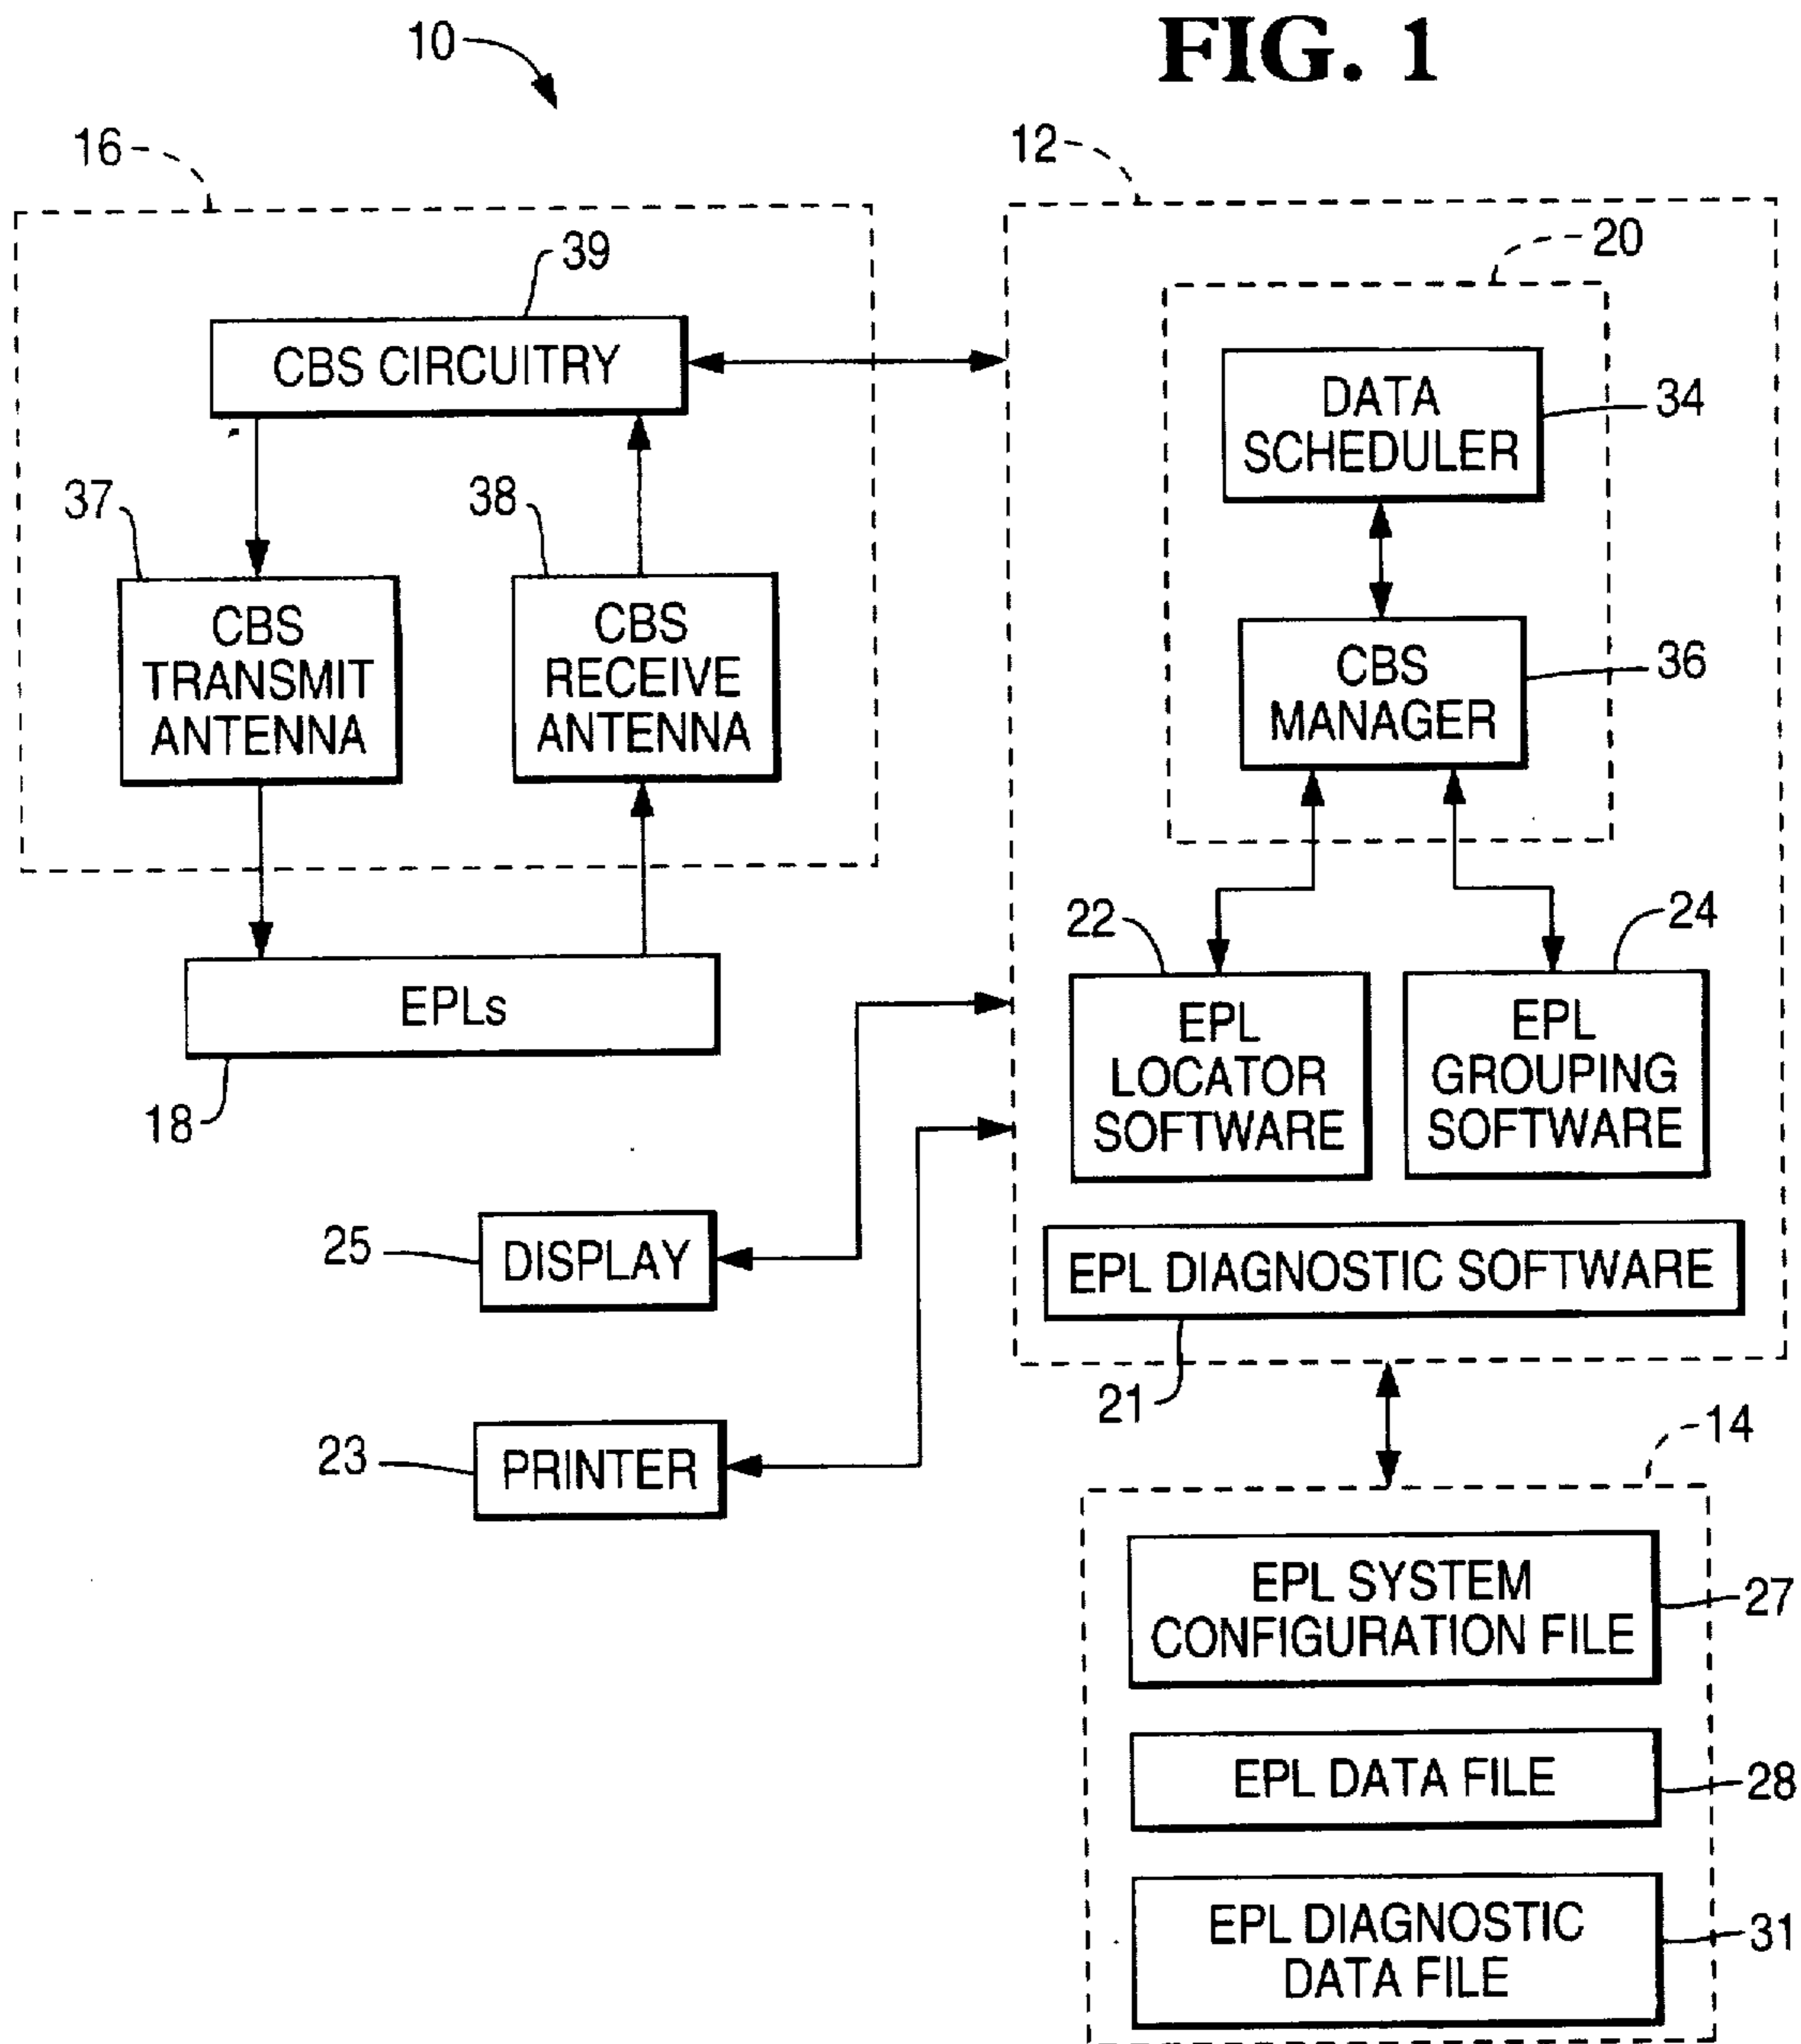 FIG. 1
10
16
12
20
39
CBS CIRCUITRY
DATA
SCHEDULER
34
37
38
CBS
TRANSMIT
ANTENNA
CBS
RECEIVE
ANTENNA
CBS
MANAGER
36
22
24
EPLs
18
EPL
LOCATOR
SOFTWARE
EPL
GROUPING
SOFTWARE
25
DISPLAY
EPL DIAGNOSTIC SOFTWARE
21
23
PRINTER
14
EPL SYSTEM
CONFIGURATION FILE
27
EPL DATA FILE
28
EPL DIAGNOSTIC
DATA FILE
31